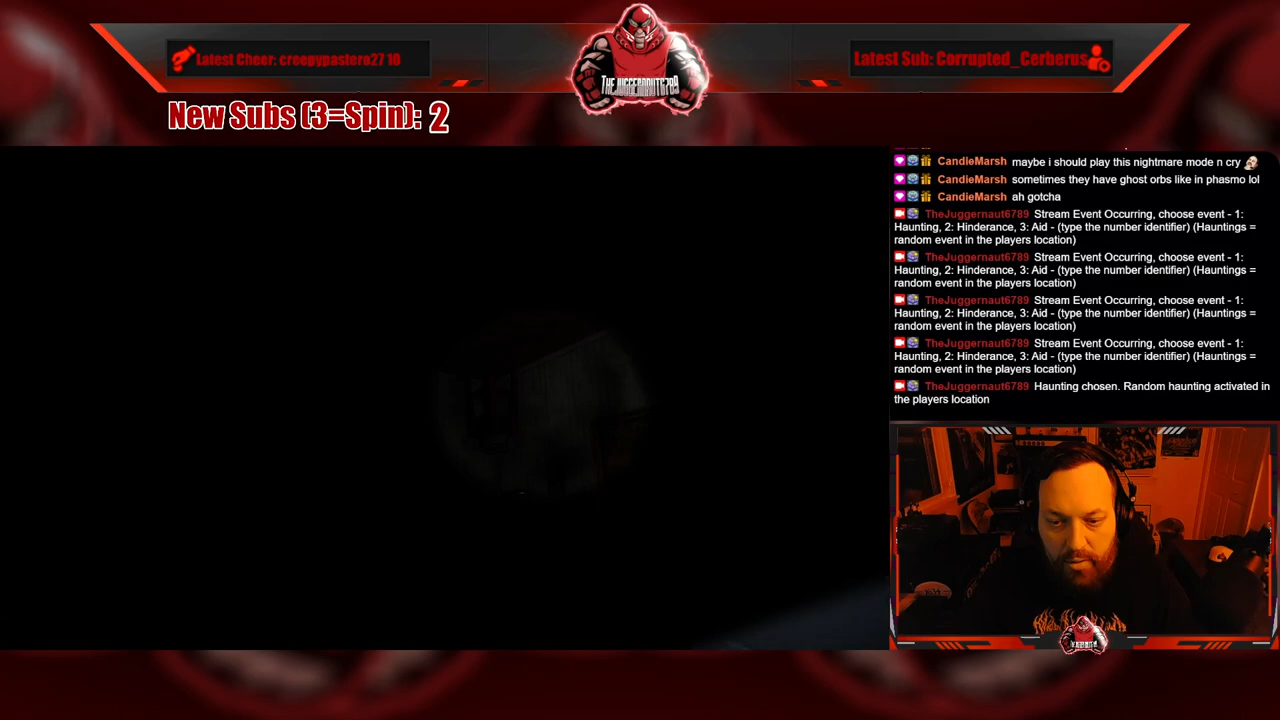 Latest Cheer: creepypastero27 10
THEJUGGERNAUT6789
Latest Sub: Corrupted_Cerberus
New Subs (3=Spin): 2
CandieMarsh maybe i should play this nightmare mode n cry
CandieMarsh sometimes they have ghost orbs like in phasmo lol
CandieMarsh ah gotcha
TheJuggernaut6789 Stream Event Occurring, choose event - 1:
Haunting, 2: Hinderance, 3: Aid - (type the number identifier) (Hauntings =
random event in the players location)
TheJuggernaut6789 Stream Event Occurring, choose event - 1:
Haunting, 2: Hinderance, 3: Aid - (type the number identifier) (Hauntings =
random event in the players location)
TheJuggernaut6789 Stream Event Occurring, choose event - 1:
Haunting, 2: Hinderance, 3: Aid - (type the number identifier) (Hauntings =
random event in the players location)
TheJuggernaut6789 Stream Event Occurring, choose event - 1:
Haunting, 2: Hinderance, 3: Aid - (type the number identifier) (Hauntings =
random event in the players location)
TheJuggernaut6789 Haunting chosen. Random haunting activated in
the players location